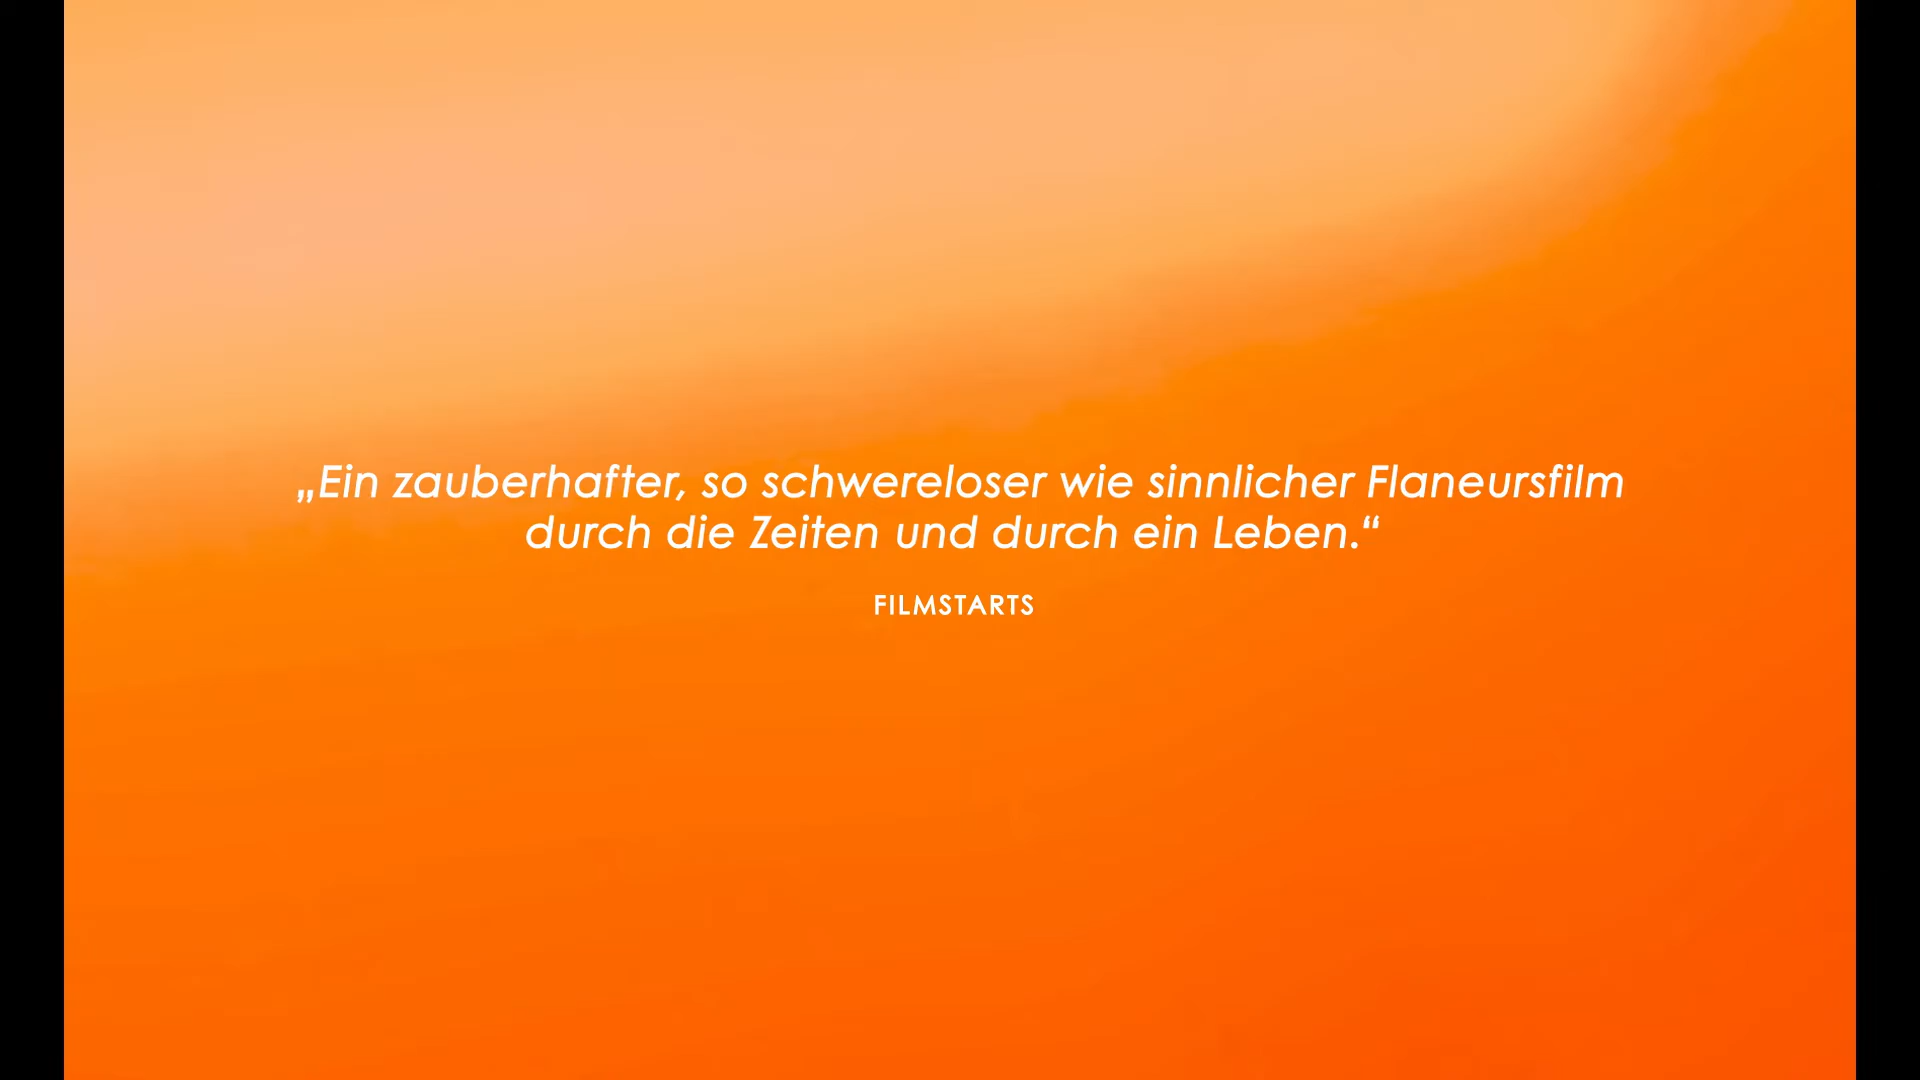 „Ein zauberhafter, so schwereloser wie sinnlicher Flaneursfilm
durch die Zeiten und durch ein Leben.“
FILMSTARTS